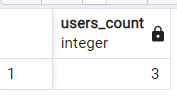 users_count
integer
1 3